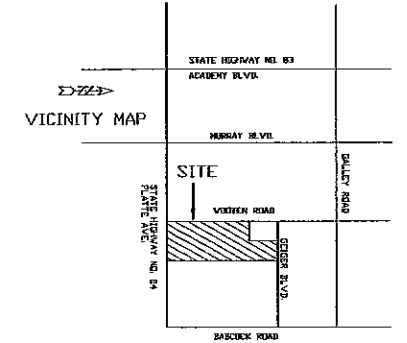 STATE HIGHWAY NO. 83
ACADEMY BLVD.
VICINITY MAP
MURRAY BLVD.
SITE
GALLEY ROAD
STATE HIGHWAY NO. 94
PLATTE AVE.
WOOTEN ROAD
GEIGER BLVD.
BABCOCK ROAD